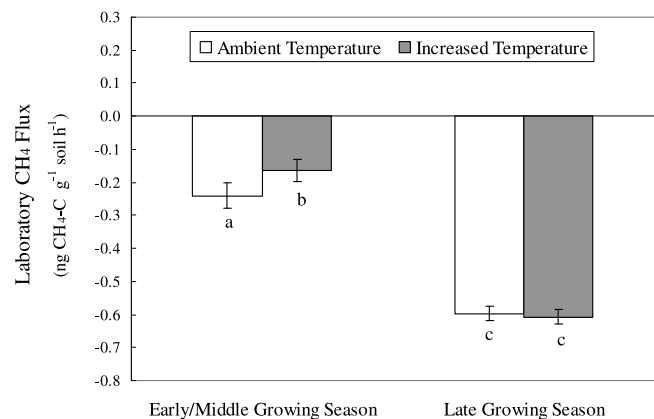 0.3
0.2
0.1
0.0
-0.1
-0.2
-0.3
-0.4
-0.5
-0.6
-0.7
-0.8
Laboratory CH₄ Flux
(ng CH₄-C g⁻¹ soil h⁻¹)
Ambient Temperature Increased Temperature
a b
c c
Early/Middle Growing Season Late Growing Season